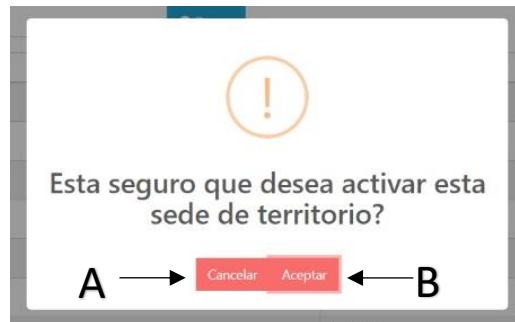 !
Esta seguro que desea activar esta
sede de territorio?
A Cancelar Aceptar B